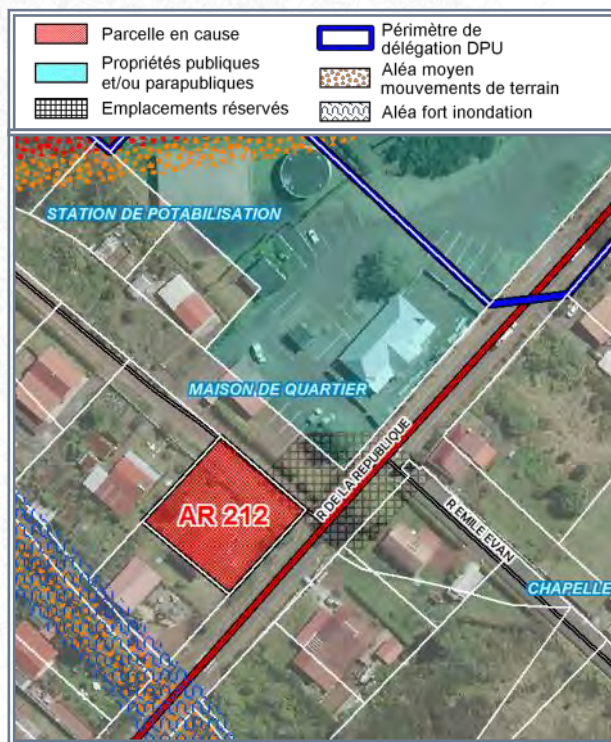 Parcelle en cause
Propriétés publiques
et/ou parapubliques
Emplacements réservés
Périmètre de
délégation DPU
Aléa moyen
mouvements de terrain
Aléa fort inondation
STATION DE POTABILISATION
MAISON DE QUARTIER
R DE LA REPUBLIQUE
AR 212
R EMILE EVAN
CHAPELLE